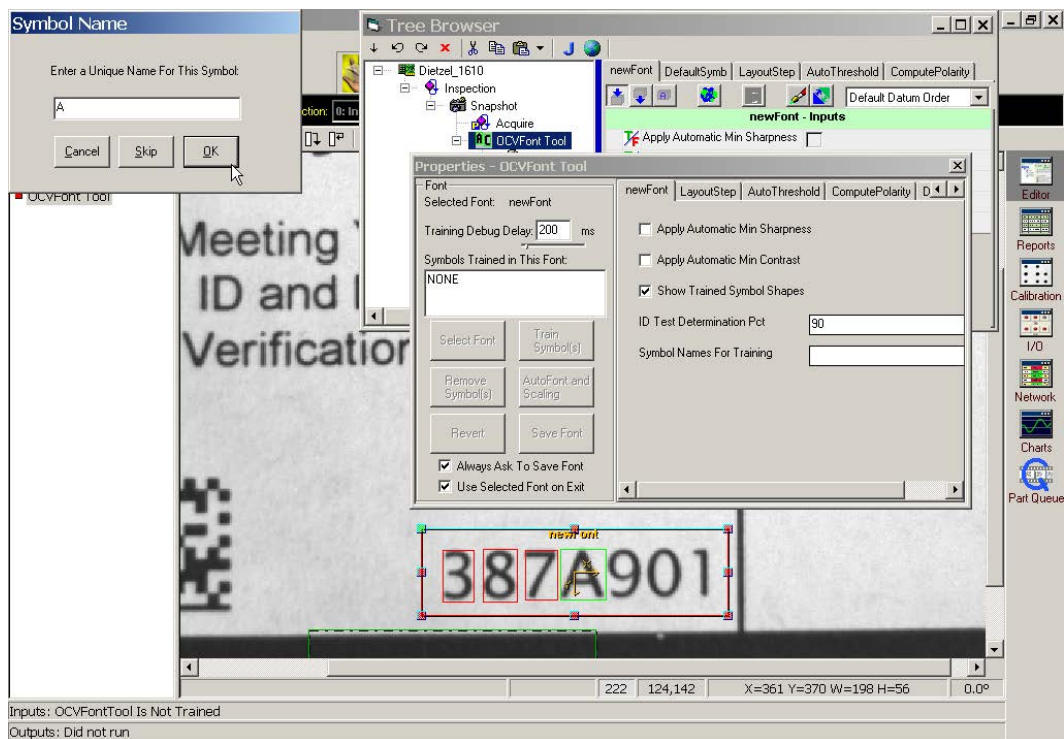 Symbol Name
Enter a Unique Name For This Symbol:
A
Cancel
Skip
OK
Tree Browser
Dietzel_1610
Inspection
Snapshot
Acquire
OCVFont Tool
newFont
DefaultSymb
LayoutStep
AutoThreshold
ComputePolarity
Default Datum Order
newFont - Inputs
Apply Automatic Min Sharpness
ction:
0: In
OCVFont Tool
Properties - OCVFont Tool
Font
Selected Font: newFont
Training Debug Delay: 200 ms
Symbols Trained in This Font:
NONE
Select Font
Train Symbol(s)
Remove Symbol(s)
AutoFont and Scaling
Revert
Save Font
Always Ask To Save Font
Use Selected Font on Exit
newFont
LayoutStep
AutoThreshold
ComputePolarity
D
Apply Automatic Min Sharpness
Apply Automatic Min Contrast
Show Trained Symbol Shapes
ID Test Determination Pct 90
Symbol Names For Training
Editor
Reports
Calibration
I/O
Network
Charts
Part Queue
Meeting
ID and
Verification
newFont
387A901
222
124,142
X=361 Y=370 W=198 H=56
0.0°
Inputs: OCVFontTool Is Not Trained
Outputs: Did not run